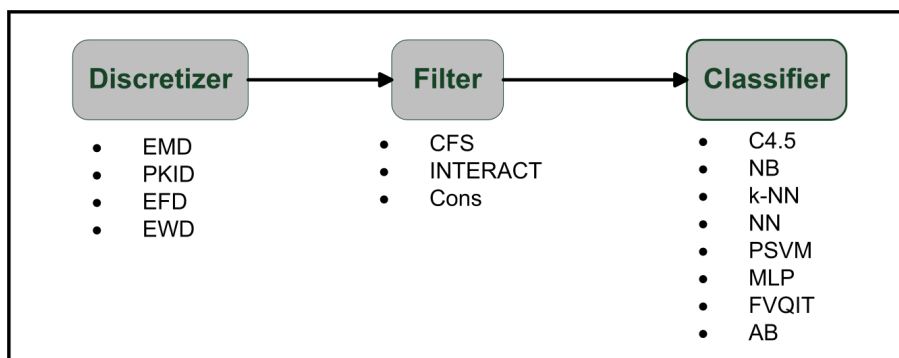 Discretizer
Filter
Classifier
• EMD
• PKID
• EFD
• EWD
• CFS
• INTERACT
• Cons
• C4.5
• NB
• k-NN
• NN
• PSVM
• MLP
• FVQIT
• AB